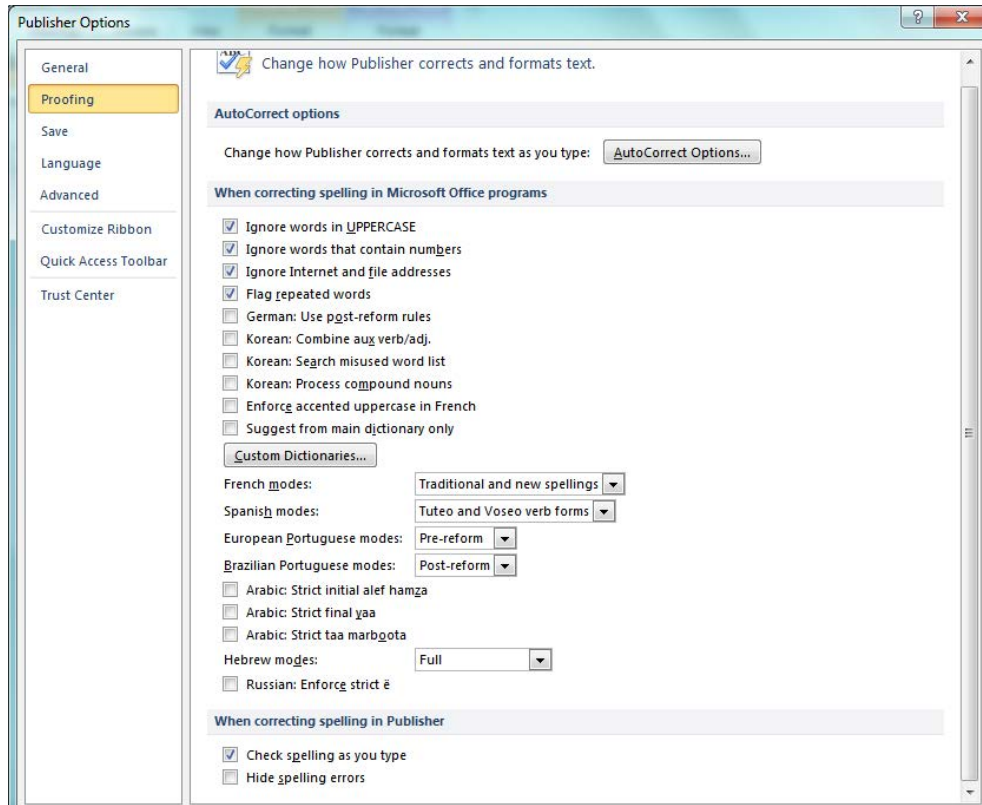 Publisher Options
General
Proofing
Save
Language
Advanced
Customize Ribbon
Quick Access Toolbar
Trust Center
Change how Publisher corrects and formats text.
AutoCorrect options
Change how Publisher corrects and formats text as you type: AutoCorrect Options...
When correcting spelling in Microsoft Office programs
Ignore words in UPPERCASE
Ignore words that contain numbers
Ignore Internet and file addresses
Flag repeated words
German: Use post-reform rules
Korean: Combine aux verb/adj.
Korean: Search misused word list
Korean: Process compound nouns
Enforce accented uppercase in French
Suggest from main dictionary only
Custom Dictionaries...
French modes: Traditional and new spellings
Spanish modes: Tuteo and Voseo verb forms
European Portuguese modes: Pre-reform
Brazilian Portuguese modes: Post-reform
Arabic: Strict initial alef hamza
Arabic: Strict final yaa
Arabic: Strict taa marboota
Hebrew modes: Full
Russian: Enforce strict ë
When correcting spelling in Publisher
Check spelling as you type
Hide spelling errors